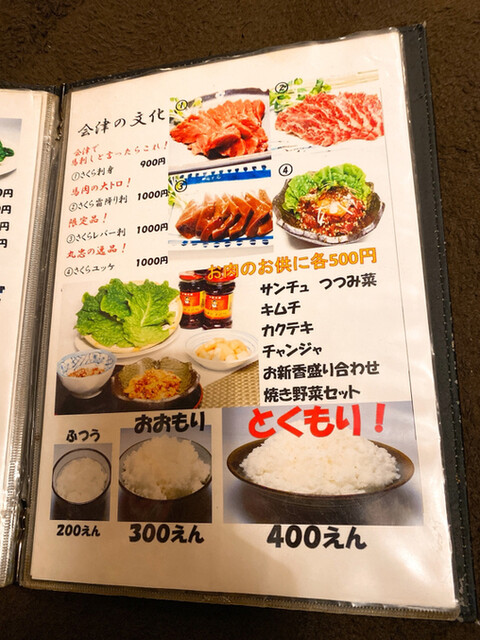 会津の文化
会津で
馬刺しと言ったらこれ！
①さくら刺身 900円
馬肉の大トロ！
②さくら霜降り刺 1000円
限定品！
③さくらレバー刺 1000円
丸忠の逸品！
④さくらユッケ 1000円
①
②
③
④
お肉のお供に各500円
サンチュ つつみ菜
キムチ
カクテキ
チャンジャ
お新香盛り合わせ
焼き野菜セット
ふつう
おおもり
とくもり！
200えん
300えん
400えん
円
円
円
円